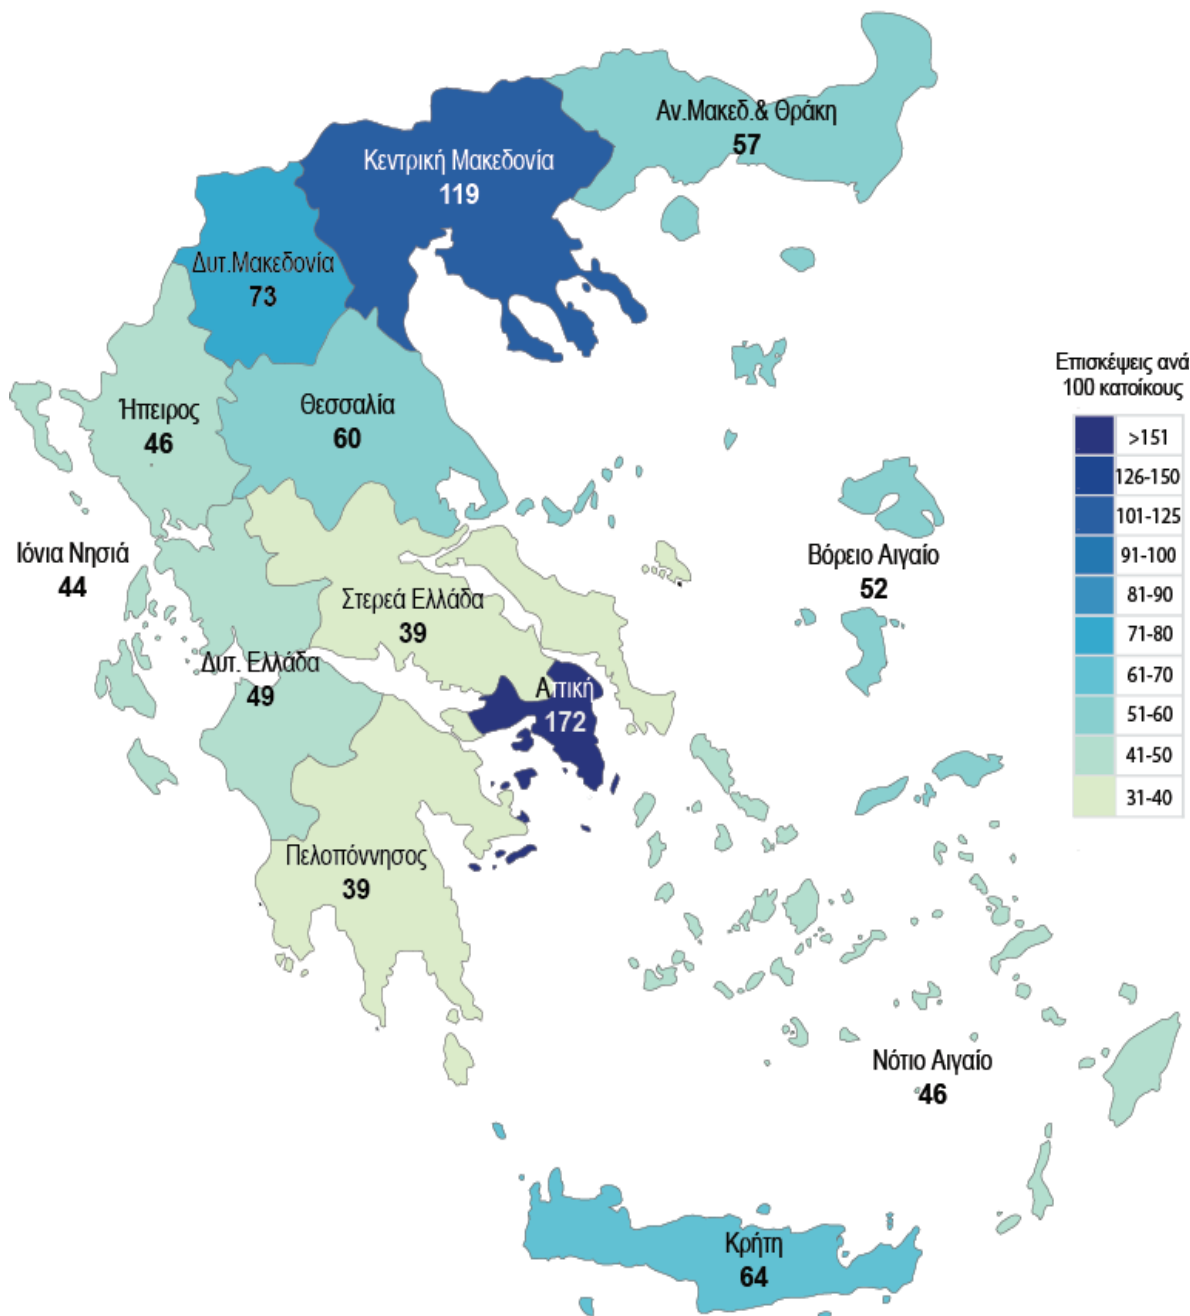 Αν.Μακεδ.& Θράκη
57
Κεντρική Μακεδονία
119
Δυτ.Μακεδονία
73
Ήπειρος
46
Θεσσαλία
60
Ιόνια Νησιά
44
Στερεά Ελλάδα
39
Βόρειο Αιγαίο
52
Δυτ. Ελλάδα
49
Αττική
172
Πελοπόννησος
39
Νότιο Αιγαίο
46
Κρήτη
64
Επισκέψεις ανά
100 κατοίκους
>151
126-150
101-125
91-100
81-90
71-80
61-70
51-60
41-50
31-40